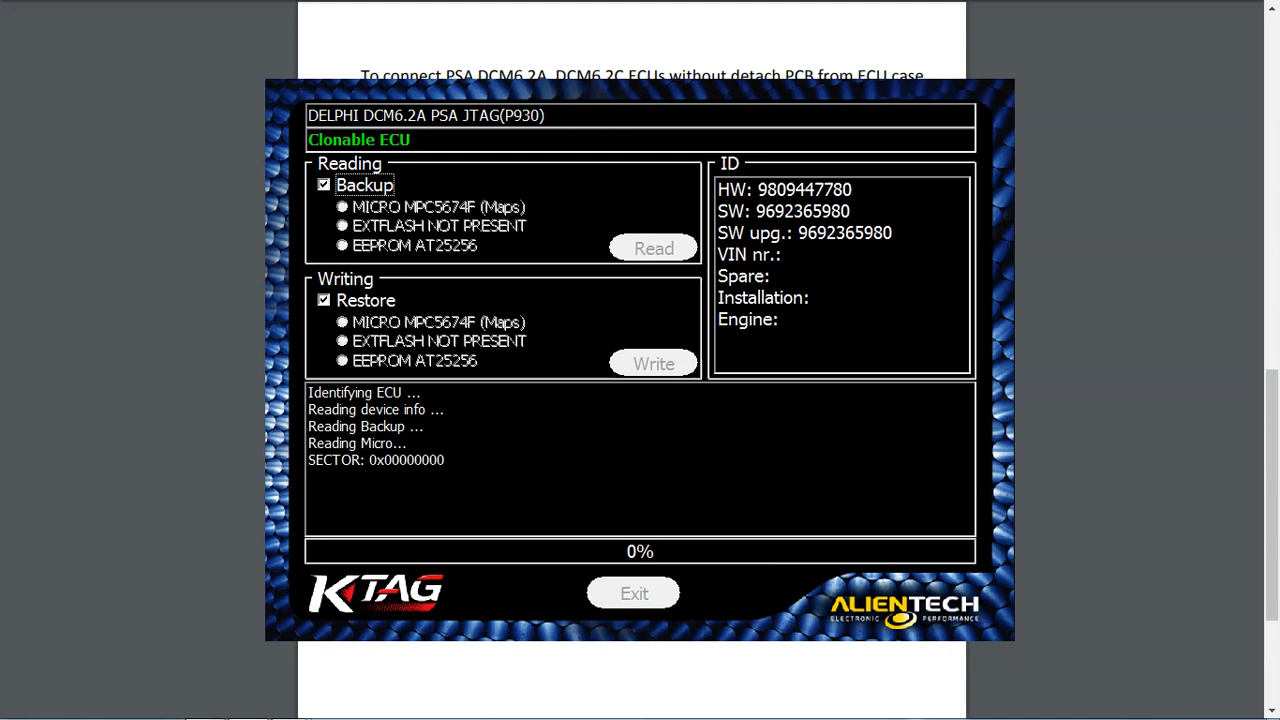 To connect PSA DCM6.2A, DCM6.2C ECUs without detach PCB from ECU case
DELPHI DCM6.2A PSA JTAG(P930)
Clonable ECU
Reading
Backup
MICRO MPC5674F (Maps)
EXTFLASH NOT PRESENT
EEPROM AT25256
Read
Writing
Restore
MICRO MPC5674F (Maps)
EXTFLASH NOT PRESENT
EEPROM AT25256
Write
ID
HW: 9809447780
SW: 9692365980
SW upg.: 9692365980
VIN nr.:
Spare:
Installation:
Engine:
Identifying ECU ...
Reading device info ...
Reading Backup ...
Reading Micro...
SECTOR: 0x00000000
0%
KTAG
Exit
ALIENTECH
ELECTRONIC PERFORMANCE